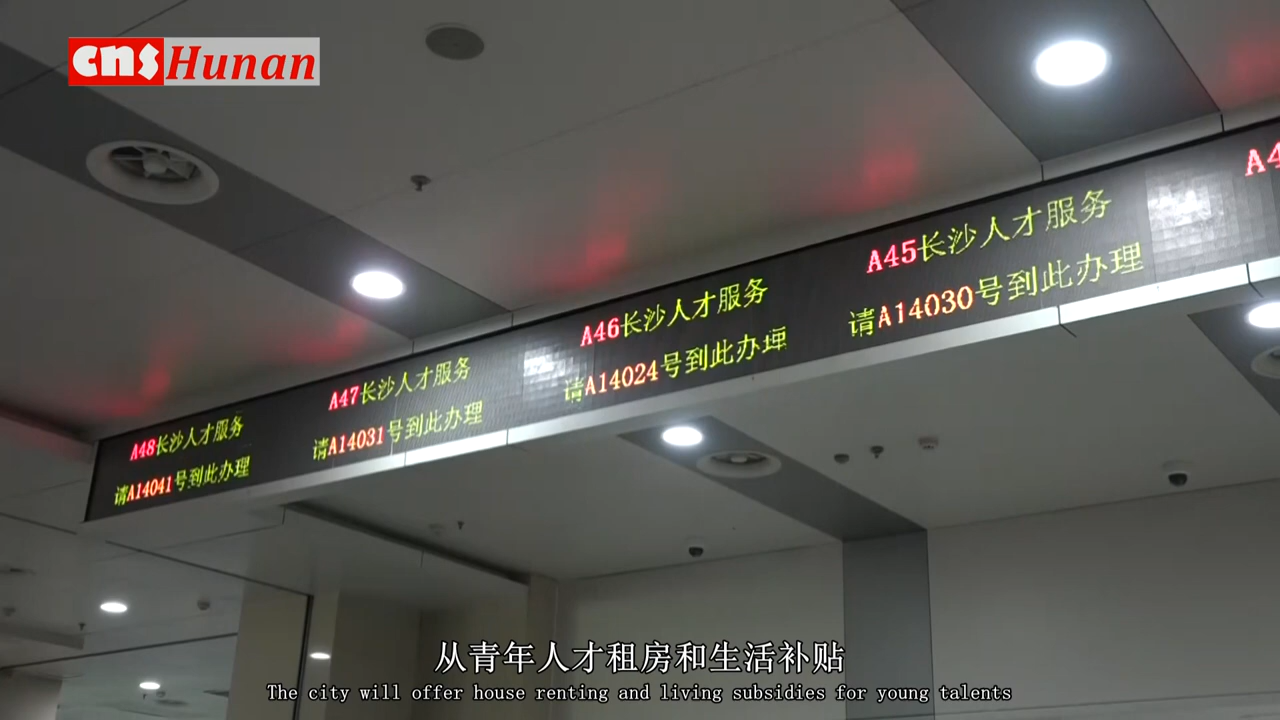 cns Hunan
A48长沙人才服务
请A14041号到此办理
A47长沙人才服务
请A14031号到此办理
A46长沙人才服务
请A14024号到此办理
A45长沙人才服务
请A14030号到此办理
A4
从青年人才租房和生活补贴
The city will offer house renting and living subsidies for young talents